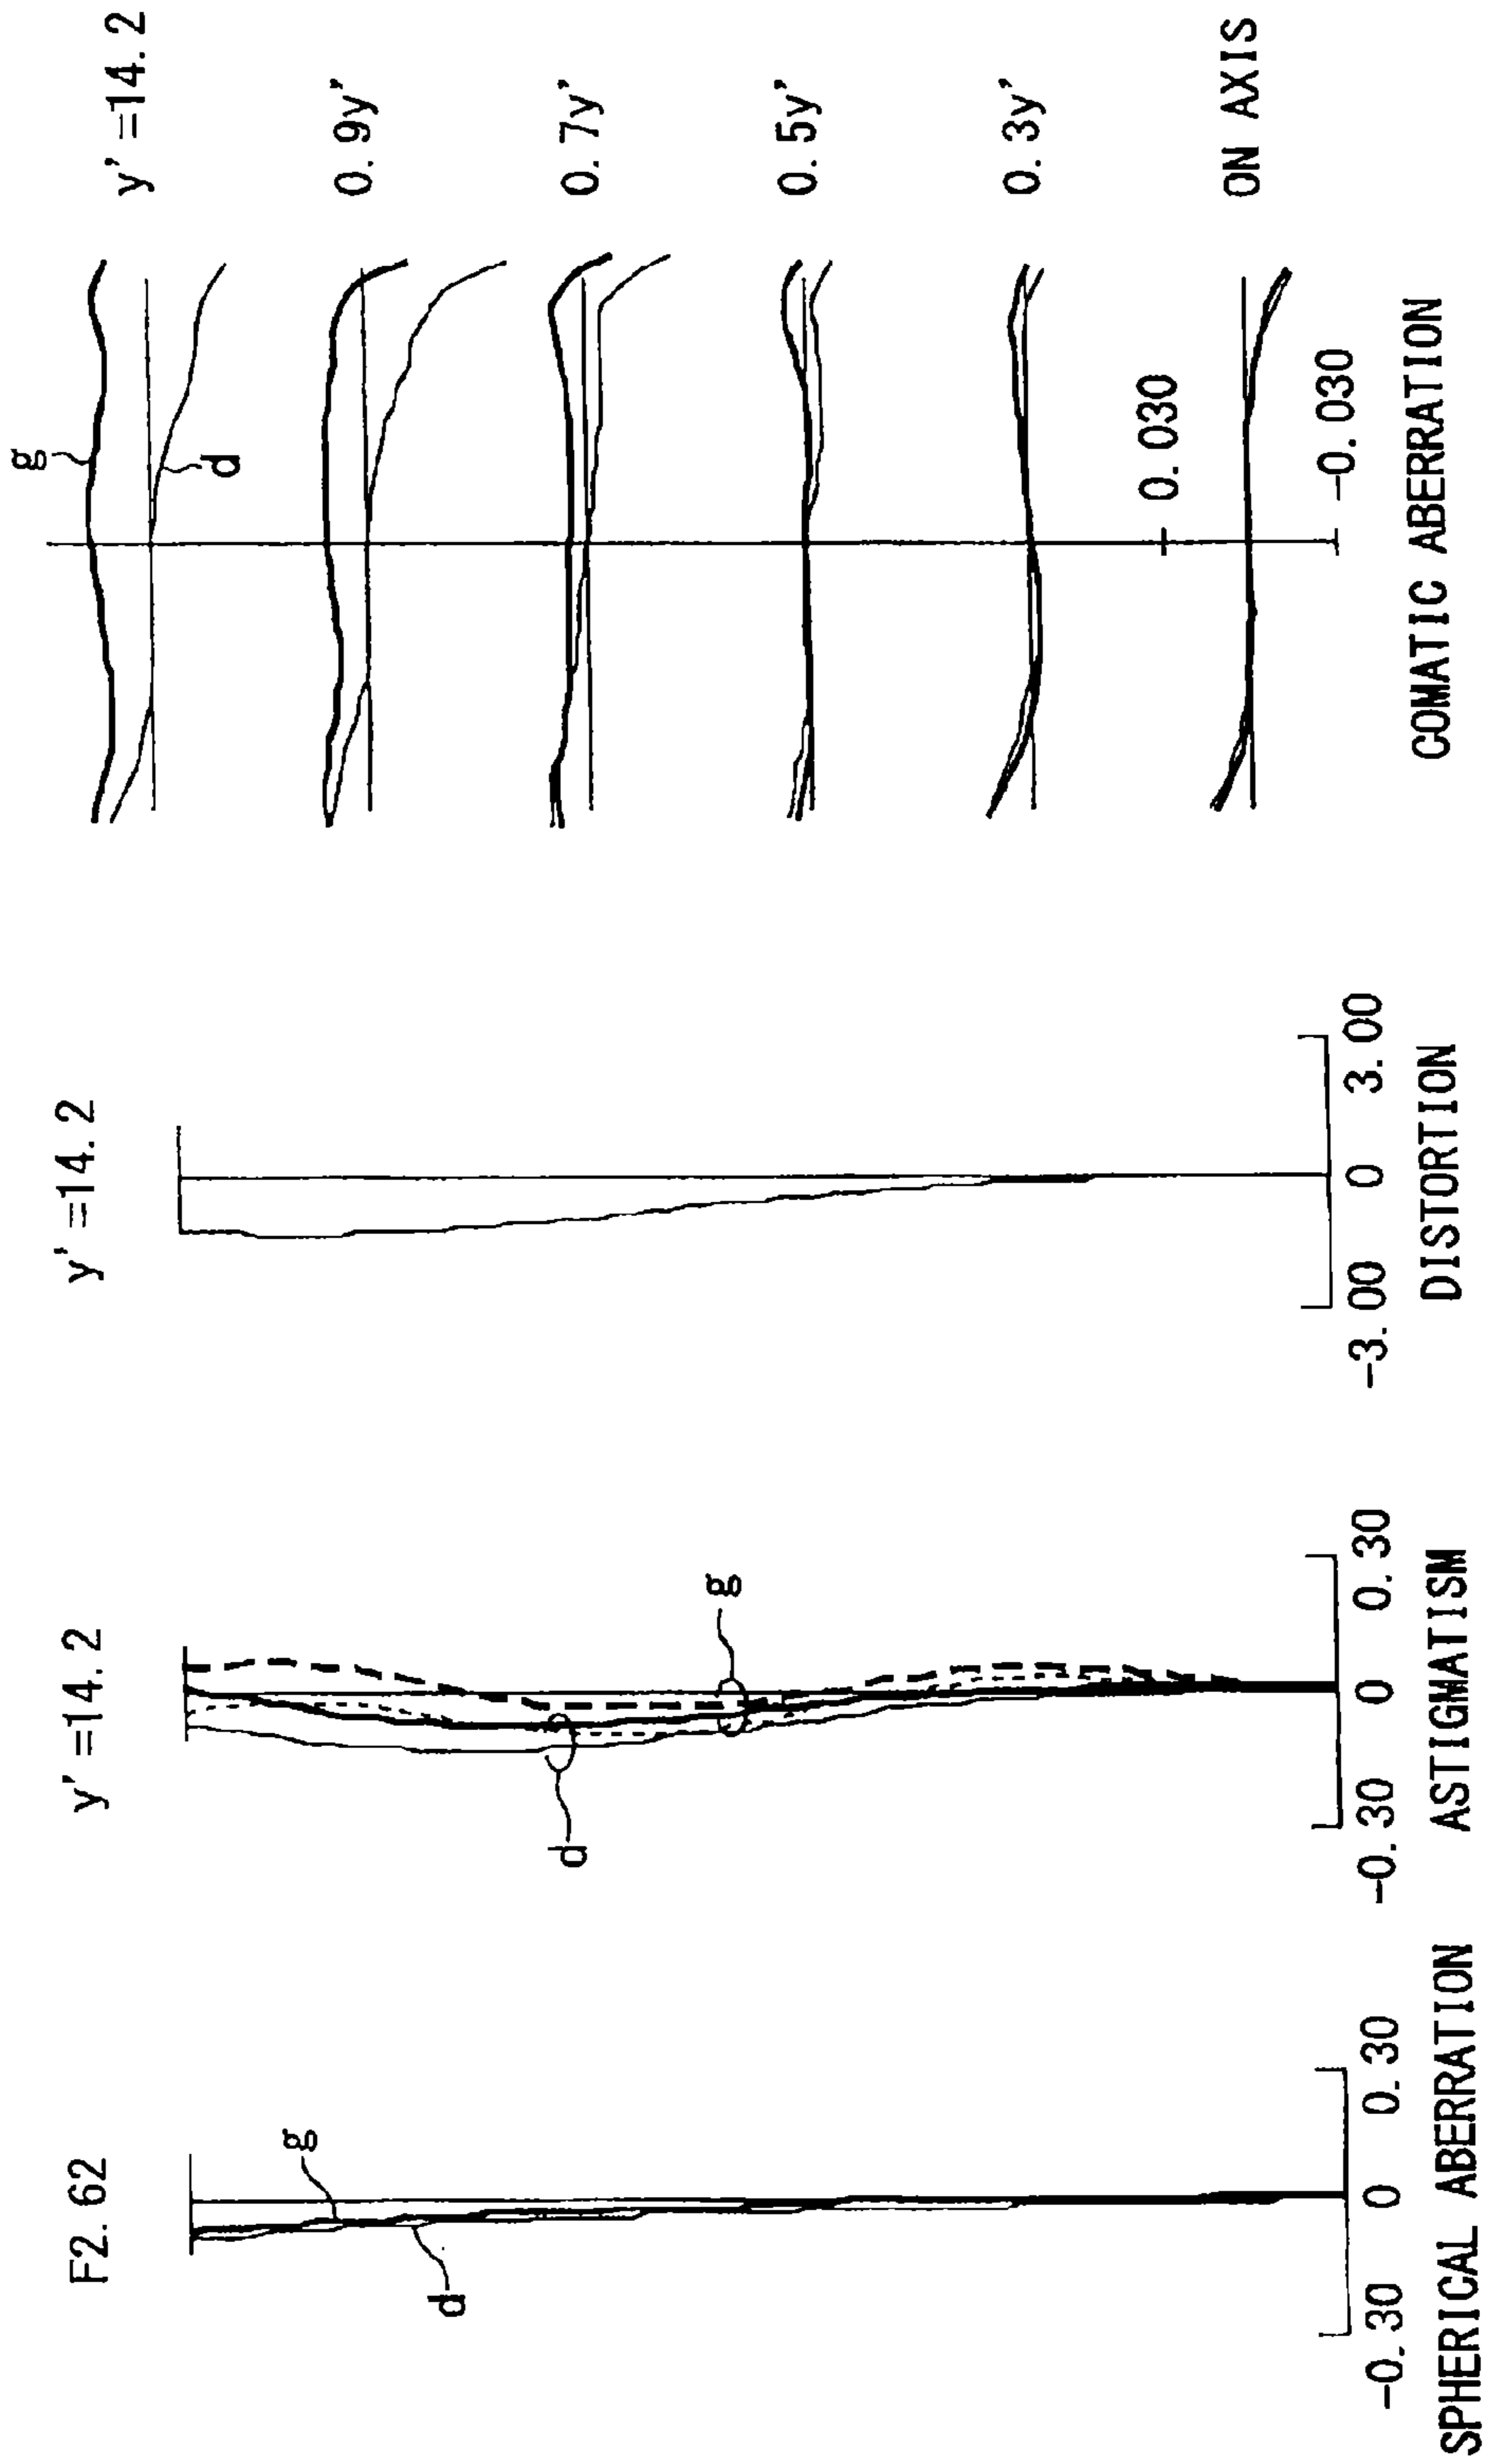 F2. 62
g
d
-0. 30
0
0. 30
SPHERICAL ABERRATION
y' =14. 2
g
d
-0. 30
0
0. 30
ASTIGMATISM
y' =14. 2
-3. 00
0
3. 00
DISTORTION
g
d
y' =14. 2
0. 9y'
0. 7y'
0. 5y'
0. 3y'
0. 030
ON AXIS
-0. 030
COMATIC ABERRATION